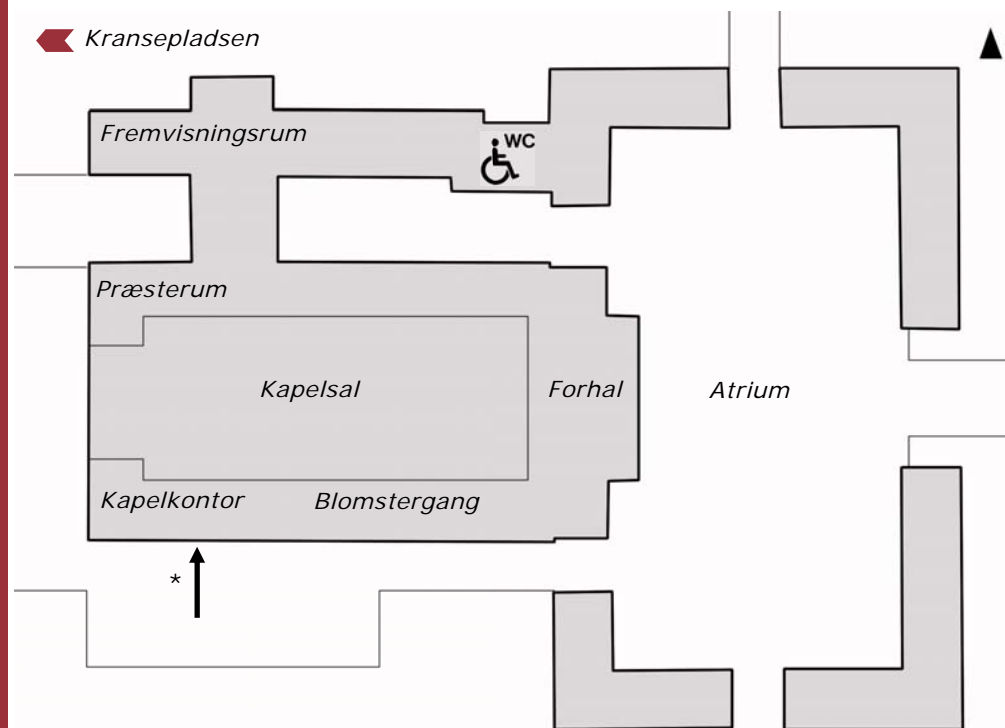 Kransepladsen
Fremvisningsrum
WC
Præsterum
Kapelsal
Forhal
Atrium
Kapelkontor
Blomstergang
*